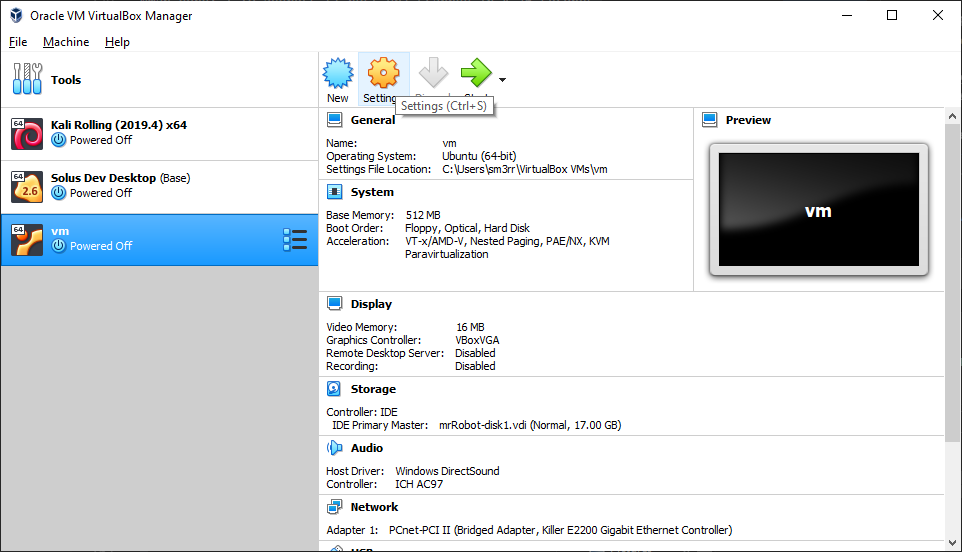 Oracle VM VirtualBox Manager
File Machine Help
Tools
New
Settings (Ctrl+S)
64
Kali Rolling (2019.4) x64
Powered Off
64
2.6
Solus Dev Desktop (Base)
Powered Off
64
vm
Powered Off
General
Name: vm
Operating System: Ubuntu (64-bit)
Settings File Location: C:\Users\sm3rr\VirtualBox VMs\vm
System
Base Memory: 512 MB
Boot Order: Floppy, Optical, Hard Disk
Acceleration: VT-x/AMD-V, Nested Paging, PAE/NX, KVM
Paravirtualization
Preview
vm
Display
Video Memory: 16 MB
Graphics Controller: VBoxVGA
Remote Desktop Server: Disabled
Recording: Disabled
Storage
Controller: IDE
IDE Primary Master: mrRobot-disk1.vdi (Normal, 17.00 GB)
Audio
Host Driver: Windows DirectSound
Controller: ICH AC97
Network
Adapter 1: PCnet-PCI II (Bridged Adapter, Killer E2200 Gigabit Ethernet Controller)